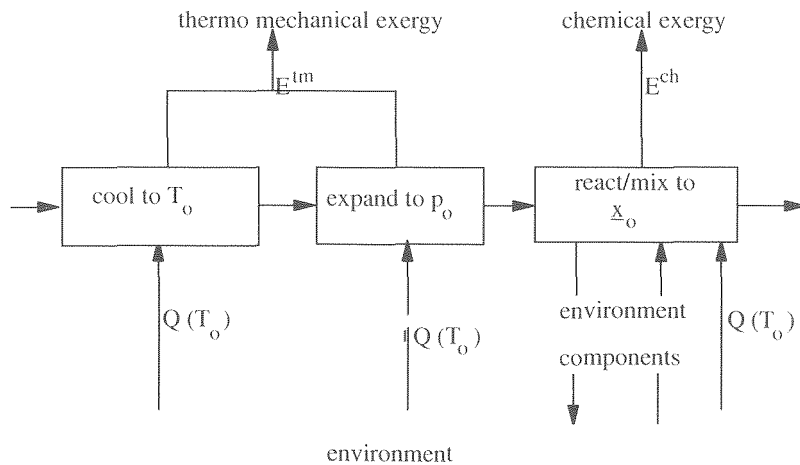 thermo mechanical exergy
chemical exergy
E^tm
E^ch
cool to T_o
expand to p_o
react/mix to
x_o
Q (T_o)
Q (T_o)
environment
components
Q (T_o)
environment